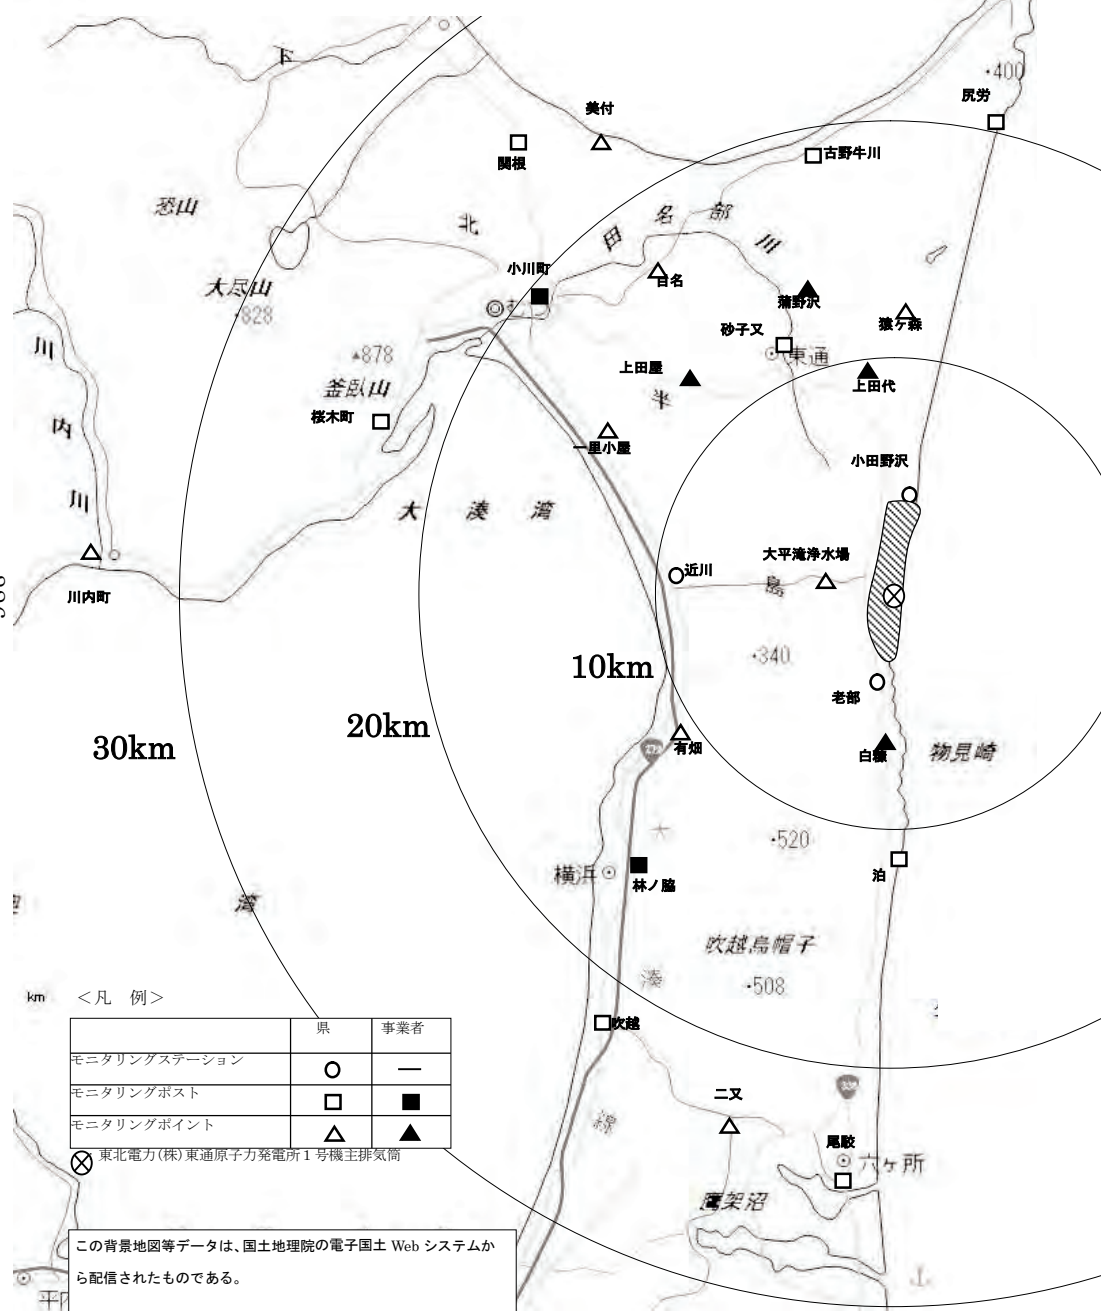 下
・400
尻労
美付
関根
古野牛川
恐山
北
田名部川
小川町
目名
大尽山
・828
む
蒲野沢
猿ケ森
砂子又
東通
上田屋
半
上田代
川内川
▲878
釜臥山
桜木町
一里小屋
小田野沢
大湊湾
近川
大平滝浄水場
島
川内町
・340
10km
老部
20km
30km
279
有畑
白糠
物見崎
大
・520
横浜
林ノ脇
泊
湾
吹越烏帽子
湊
・508
km
<凡 例>
県 事業者
モニタリングステーション ○ ―
モニタリングポスト □ ■
モニタリングポイント △ ▲
東北電力(株)東通原子力発電所1号機主排気筒
吹越
二又
338
線
尾駮
六ヶ所
鷹架沼
この背景地図等データは、国土地理院の電子国土 Web システムか
ら配信されたものである。
平内